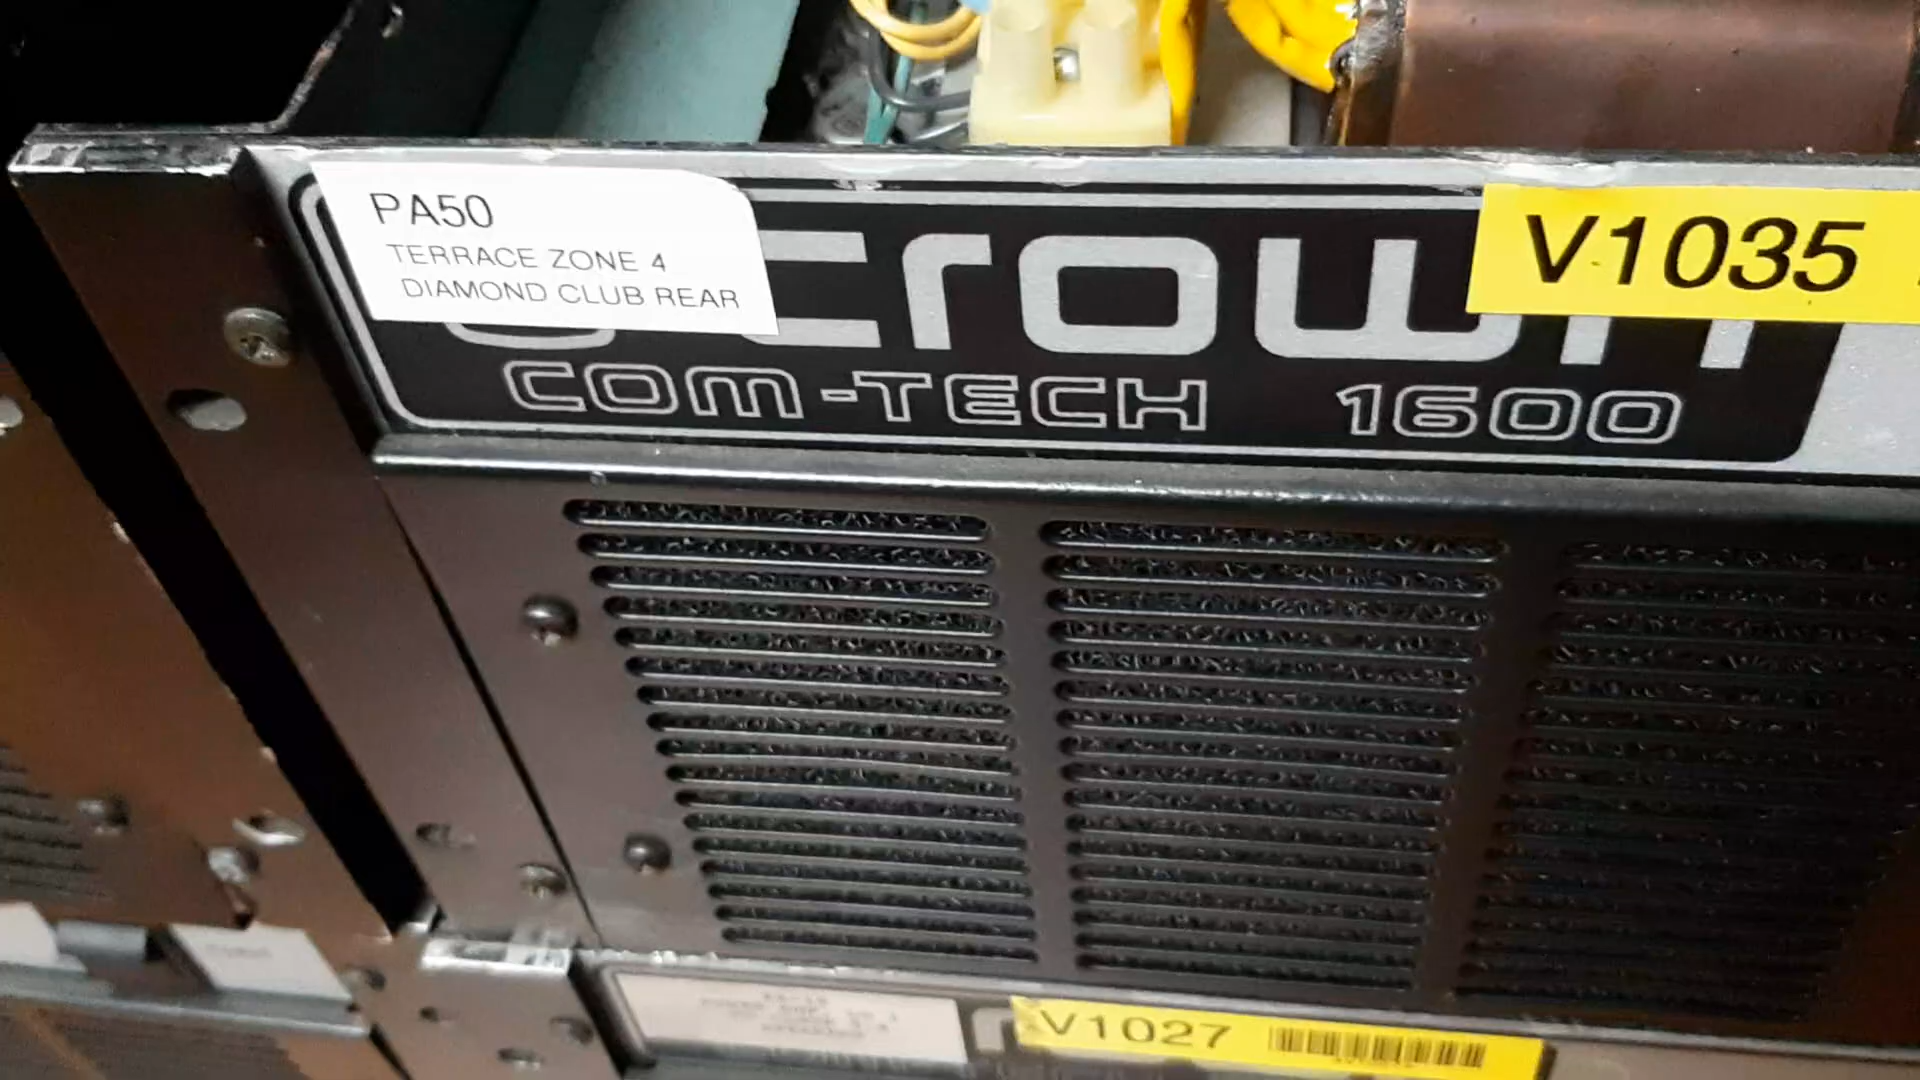 PA50
TERRACE ZONE 4
DIAMOND CLUB REAR
crown
V1035
COM-TECH 1600
V1027